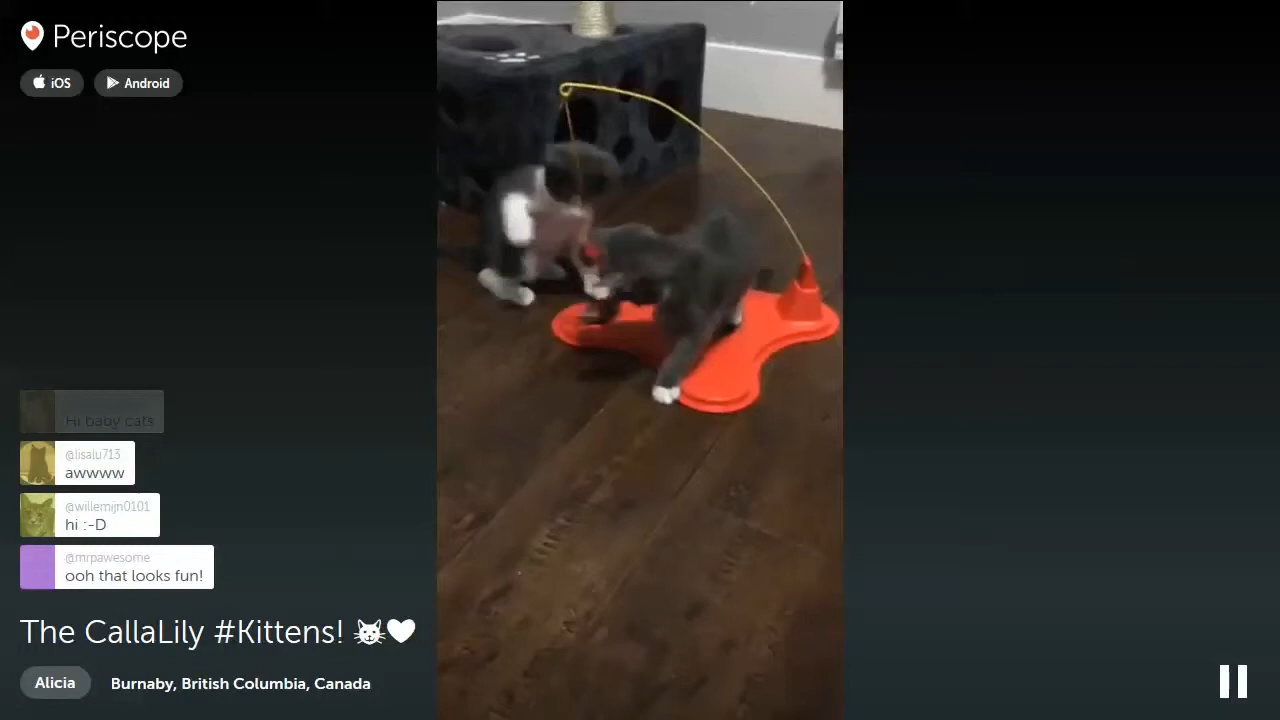 Periscope
iOS
Android
Hi baby cats
@lisalu713
awwww
@willemijn0101
hi :-D
@mrpawesome
ooh that looks fun!
The CallaLily #Kittens!
Alicia
Burnaby, British Columbia, Canada